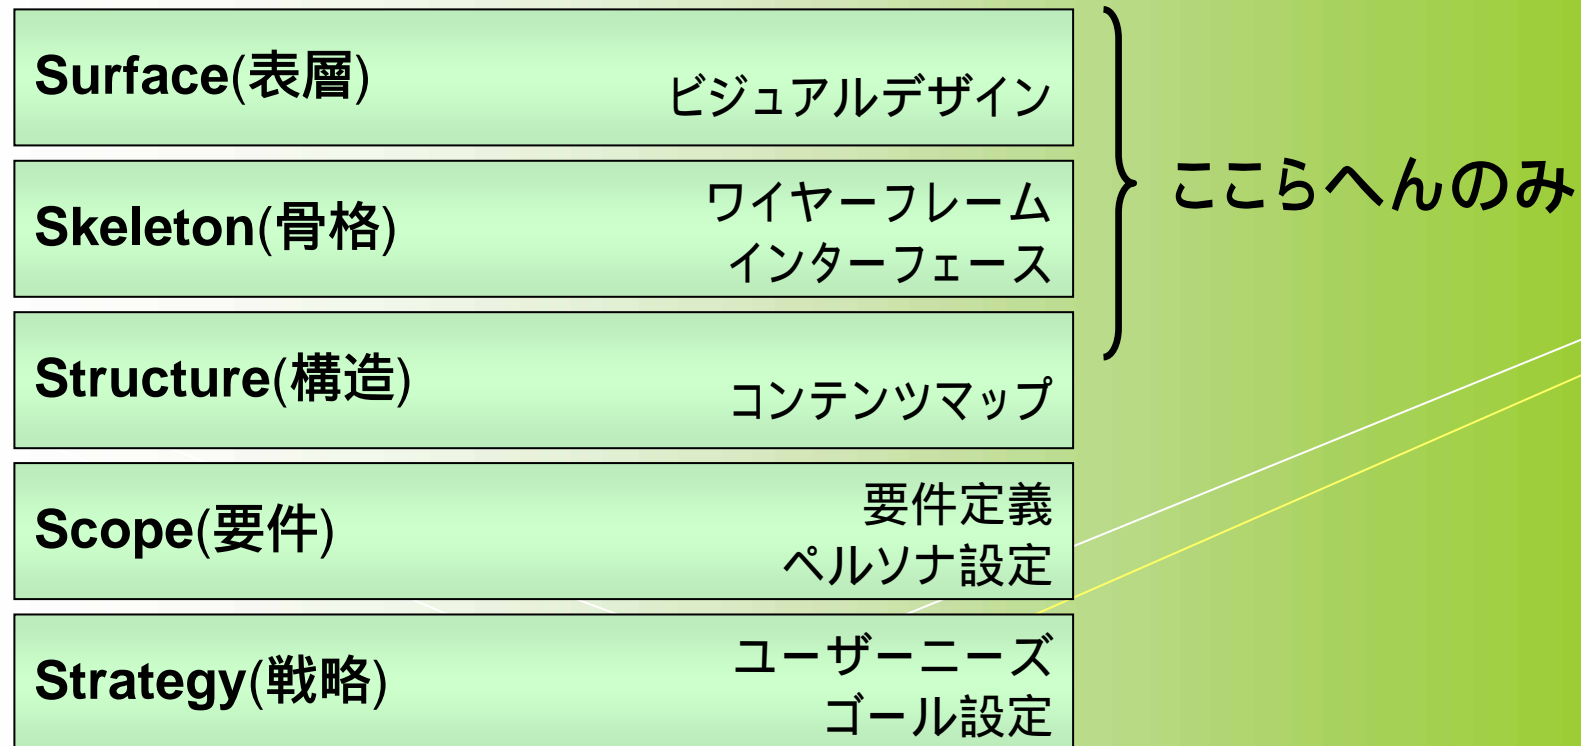 Surface(表層)
ビジュアルデザイン
ここらへんのみ
Skeleton(骨格)
ワイヤーフレーム
インターフェース
Structure(構造)
コンテンツマップ
Scope(要件)
要件定義
ペルソナ設定
Strategy(戦略)
ユーザーニーズ
ゴール設定